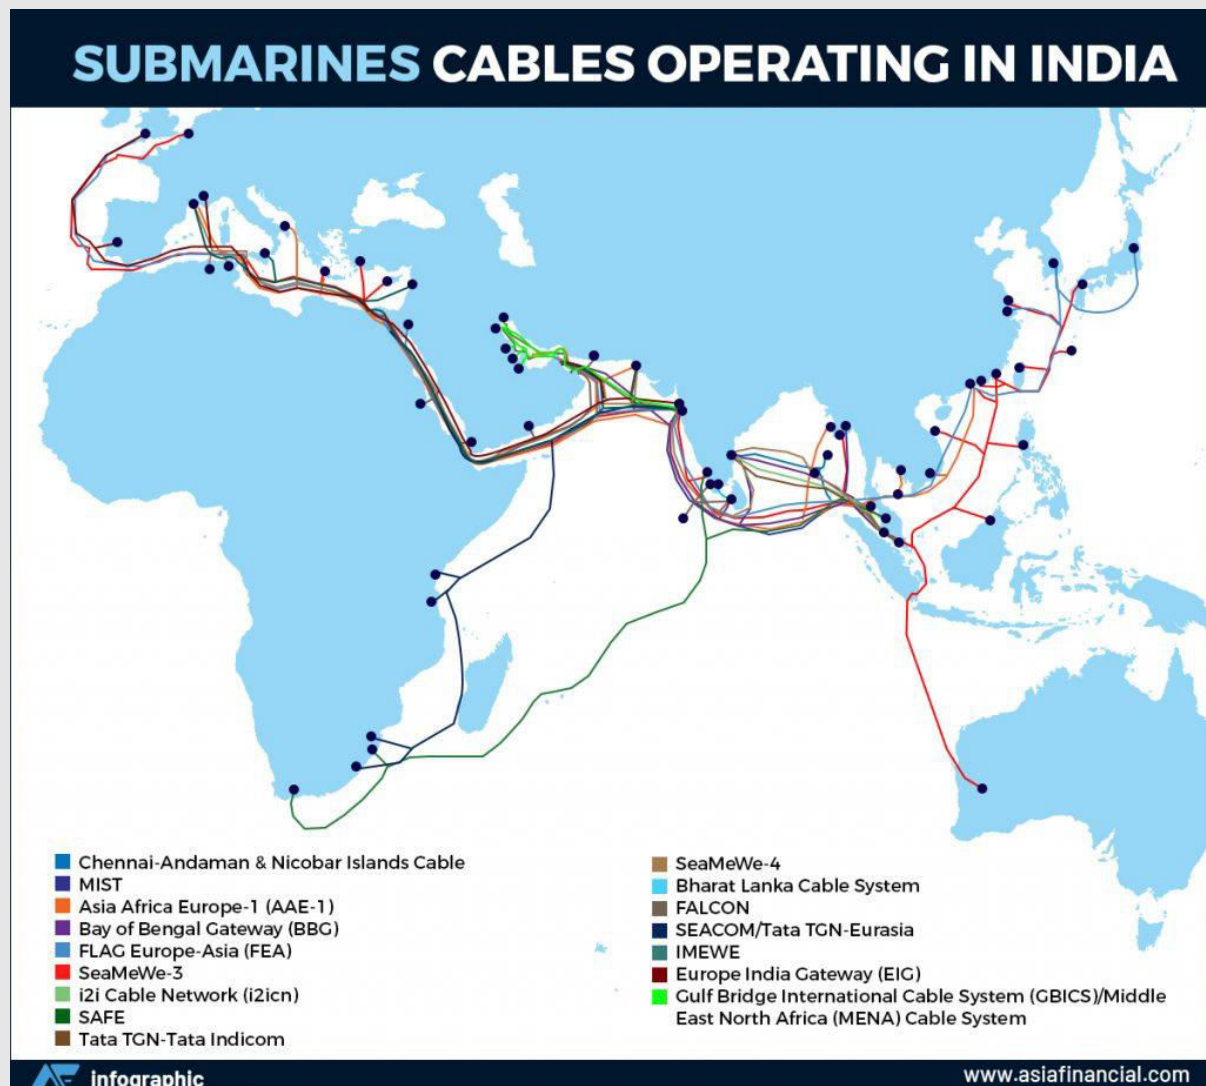 SUBMARINES CABLES OPERATING IN INDIA
Chennai-Andaman & Nicobar Islands Cable
MIST
Asia Africa Europe-1 (AAE-1)
Bay of Bengal Gateway (BBG)
FLAG Europe-Asia (FEA)
SeaMeWe-3
i2i Cable Network (i2icn)
SAFE
Tata TGN-Tata Indicom
SeaMeWe-4
Bharat Lanka Cable System
FALCON
SEACOM/Tata TGN-Eurasia
IMEWE
Europe India Gateway (EIG)
Gulf Bridge International Cable System (GBICS)/Middle
East North Africa (MENA) Cable System
AF infographic
www.asiafinancial.com